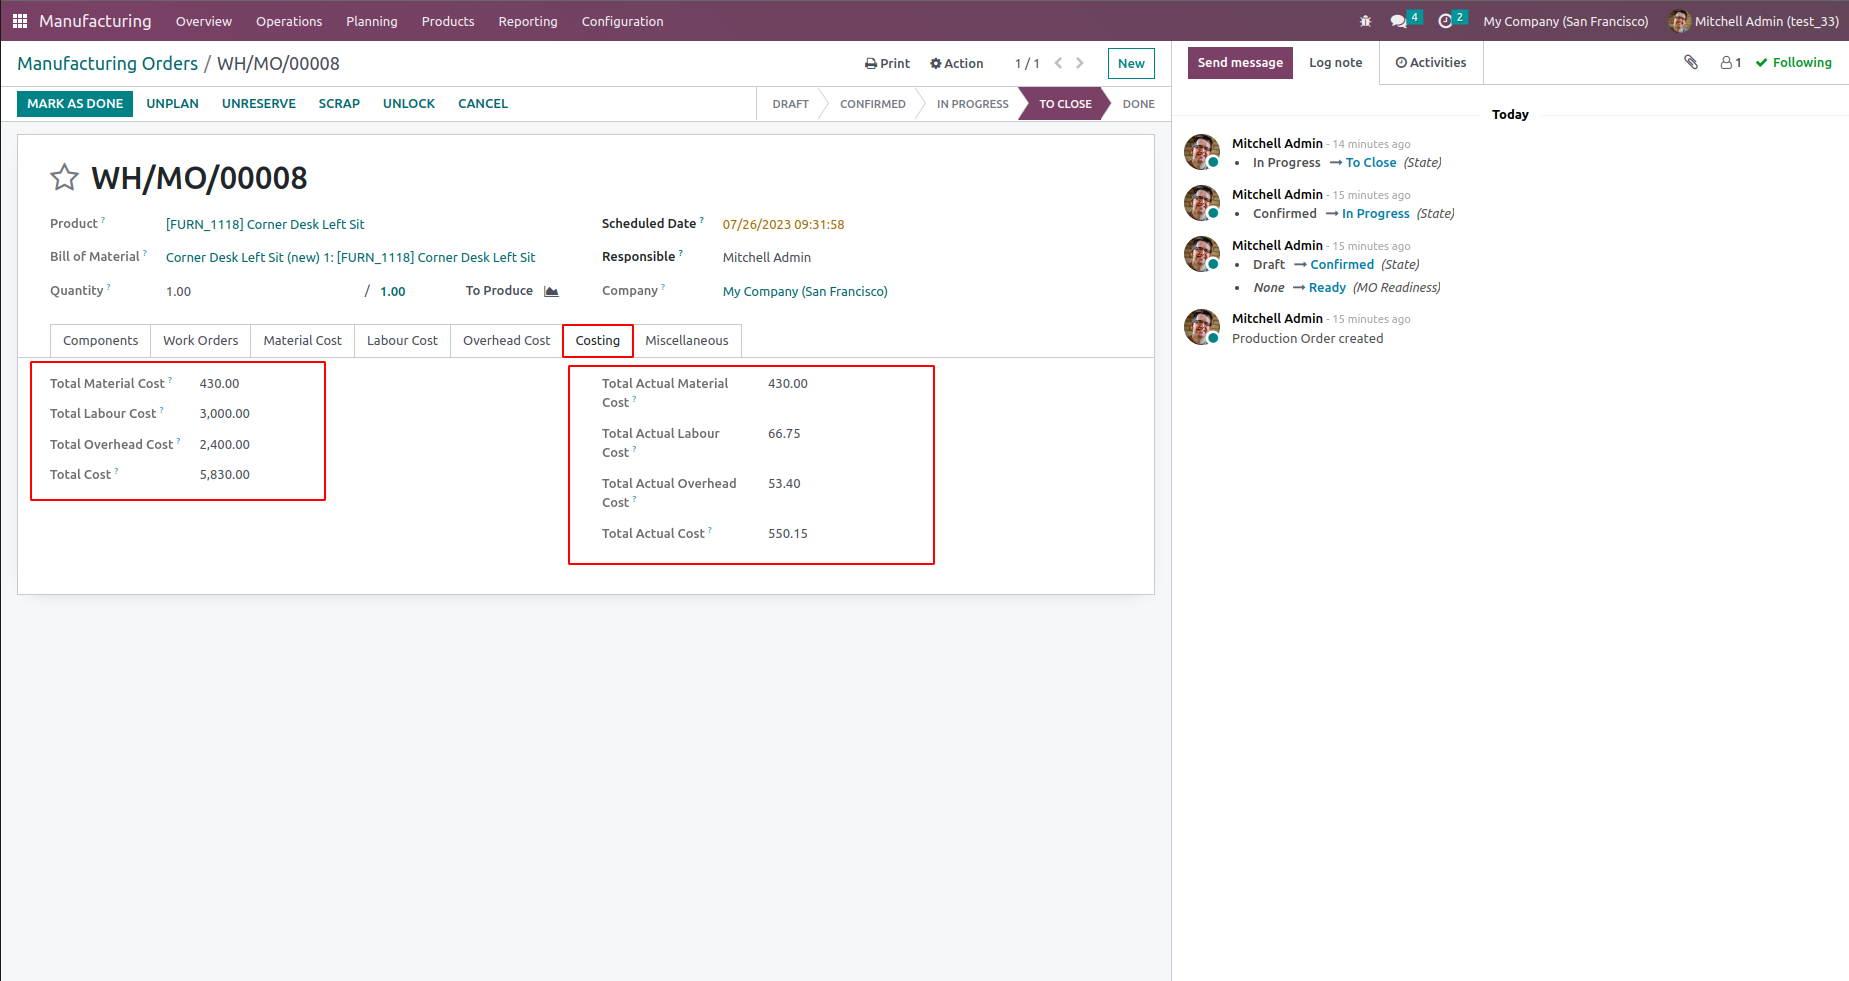 Manufacturing Overview Operations Planning Products Reporting Configuration 4 2 My Company (San Francisco) Mitchell Admin (test_33)
Manufacturing Orders / WH/MO/00008 Print Action 1 / 1 New
MARK AS DONE UNPLAN UNRESERVE SCRAP UNLOCK CANCEL DRAFT CONFIRMED IN PROGRESS TO CLOSE DONE
WH/MO/00008
Product ? [FURN_1118] Corner Desk Left Sit
Bill of Material ? Corner Desk Left Sit (new) 1: [FURN_1118] Corner Desk Left Sit
Quantity ? 1.00 / 1.00 To Produce
Scheduled Date ? 07/26/2023 09:31:58
Responsible ? Mitchell Admin
Company ? My Company (San Francisco)
Components Work Orders Material Cost Labour Cost Overhead Cost Costing Miscellaneous
Total Material Cost ? 430.00
Total Labour Cost ? 3,000.00
Total Overhead Cost ? 2,400.00
Total Cost ? 5,830.00
Total Actual Material 430.00
Cost ?
Total Actual Labour 66.75
Cost ?
Total Actual Overhead 53.40
Cost ?
Total Actual Cost ? 550.15
Send message Log note Activities 1 Following
Today
Mitchell Admin - 14 minutes ago
• In Progress → To Close (State)
Mitchell Admin - 15 minutes ago
• Confirmed → In Progress (State)
Mitchell Admin - 15 minutes ago
• Draft → Confirmed (State)
• None → Ready (MO Readiness)
Mitchell Admin - 15 minutes ago
Production Order created